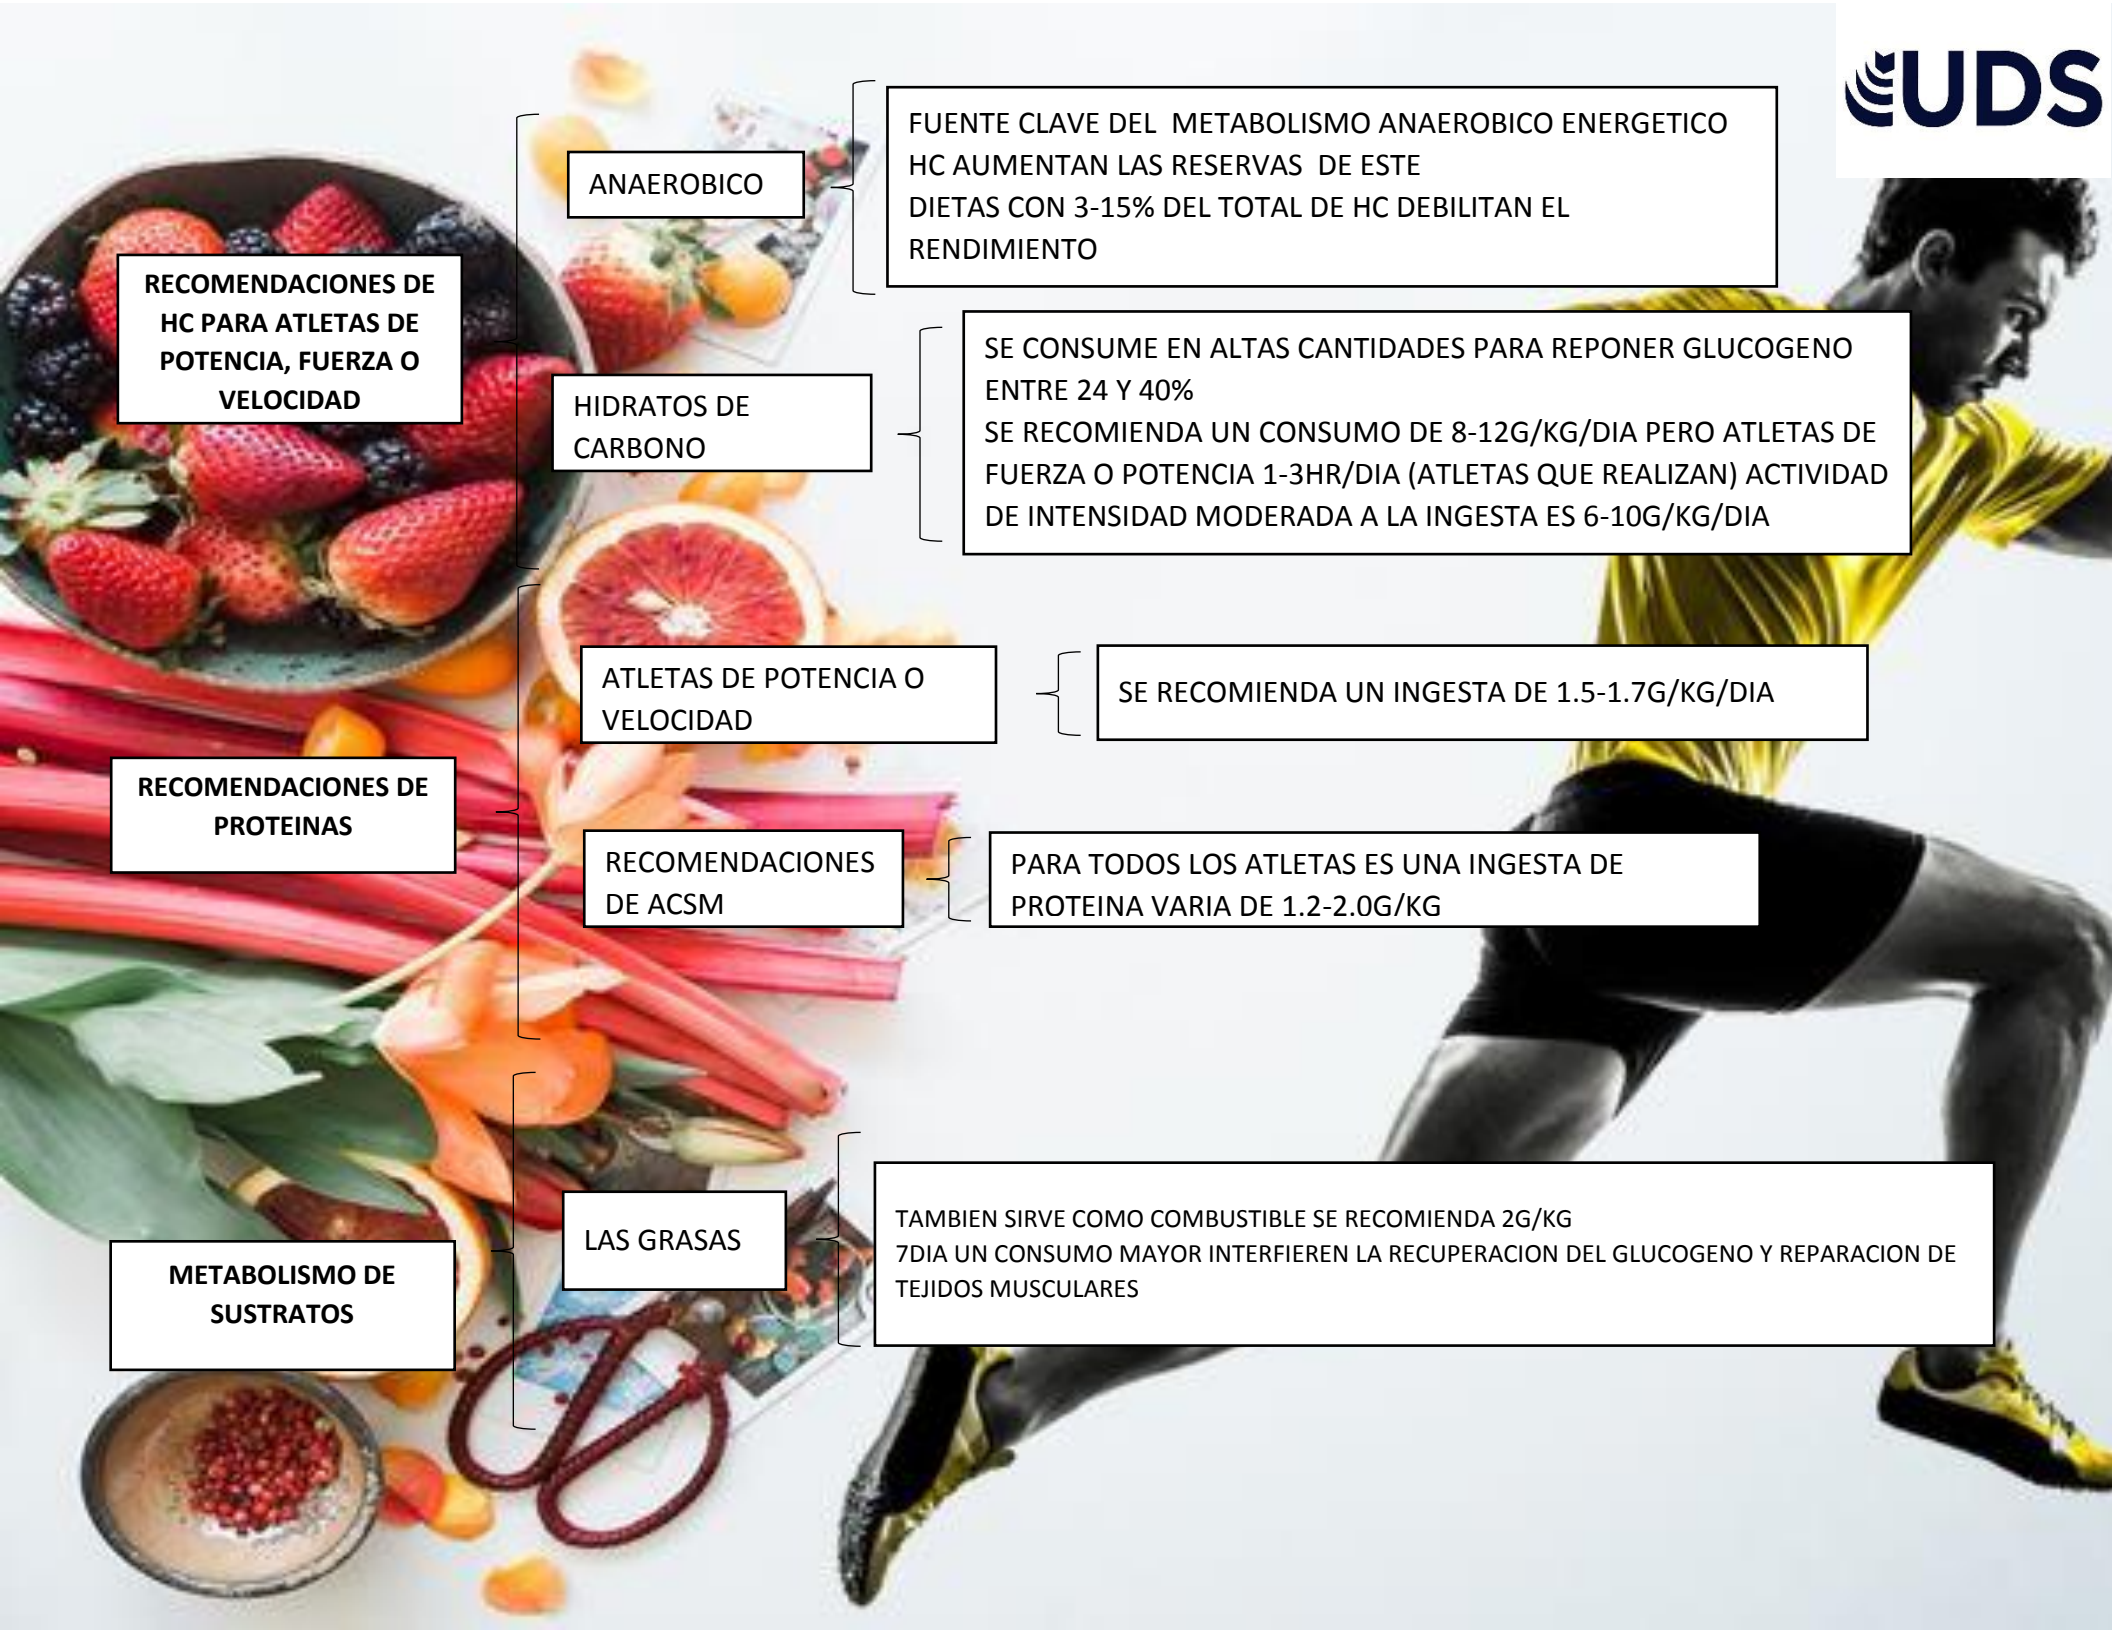 UDS
RECOMENDACIONES DE
HC PARA ATLETAS DE
POTENCIA, FUERZA O
VELOCIDAD
ANAEROBICO
FUENTE CLAVE DEL METABOLISMO ANAEROBICO ENERGETICO
HC AUMENTAN LAS RESERVAS DE ESTE
DIETAS CON 3-15% DEL TOTAL DE HC DEBILITAN EL
RENDIMIENTO
HIDRATOS DE
CARBONO
SE CONSUME EN ALTAS CANTIDADES PARA REPONER GLUCOGENO
ENTRE 24 Y 40%
SE RECOMIENDA UN CONSUMO DE 8-12G/KG/DIA PERO ATLETAS DE
FUERZA O POTENCIA 1-3HR/DIA (ATLETAS QUE REALIZAN) ACTIVIDAD
DE INTENSIDAD MODERADA A LA INGESTA ES 6-10G/KG/DIA
RECOMENDACIONES DE
PROTEINAS
ATLETAS DE POTENCIA O
VELOCIDAD
SE RECOMIENDA UN INGESTA DE 1.5-1.7G/KG/DIA
RECOMENDACIONES
DE ACSM
PARA TODOS LOS ATLETAS ES UNA INGESTA DE
PROTEINA VARIA DE 1.2-2.0G/KG
METABOLISMO DE
SUSTRATOS
LAS GRASAS
TAMBIEN SIRVE COMO COMBUSTIBLE SE RECOMIENDA 2G/KG
7DIA UN CONSUMO MAYOR INTERFIEREN LA RECUPERACION DEL GLUCOGENO Y REPARACION DE
TEJIDOS MUSCULARES